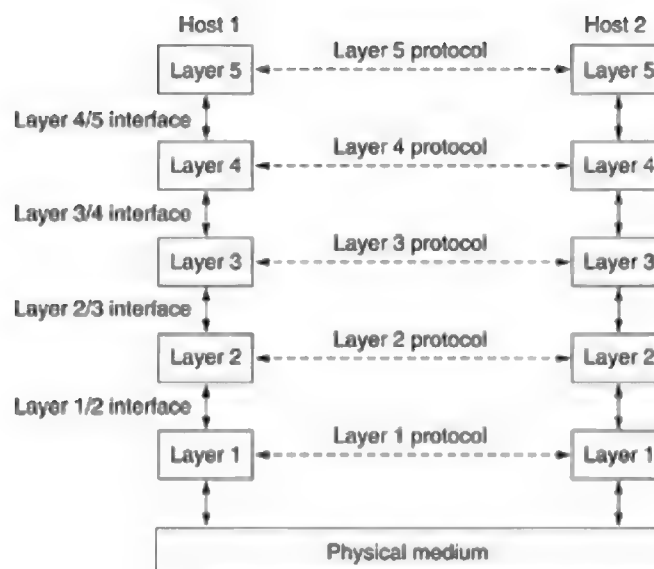 Host 1 Host 2
Layer 5 Layer 5 protocol Layer 5
Layer 4/5 interface
Layer 4 Layer 4 protocol Layer 4
Layer 3/4 interface
Layer 3 Layer 3 protocol Layer 3
Layer 2/3 interface
Layer 2 Layer 2 protocol Layer 2
Layer 1/2 interface
Layer 1 Layer 1 protocol Layer 1
Physical medium